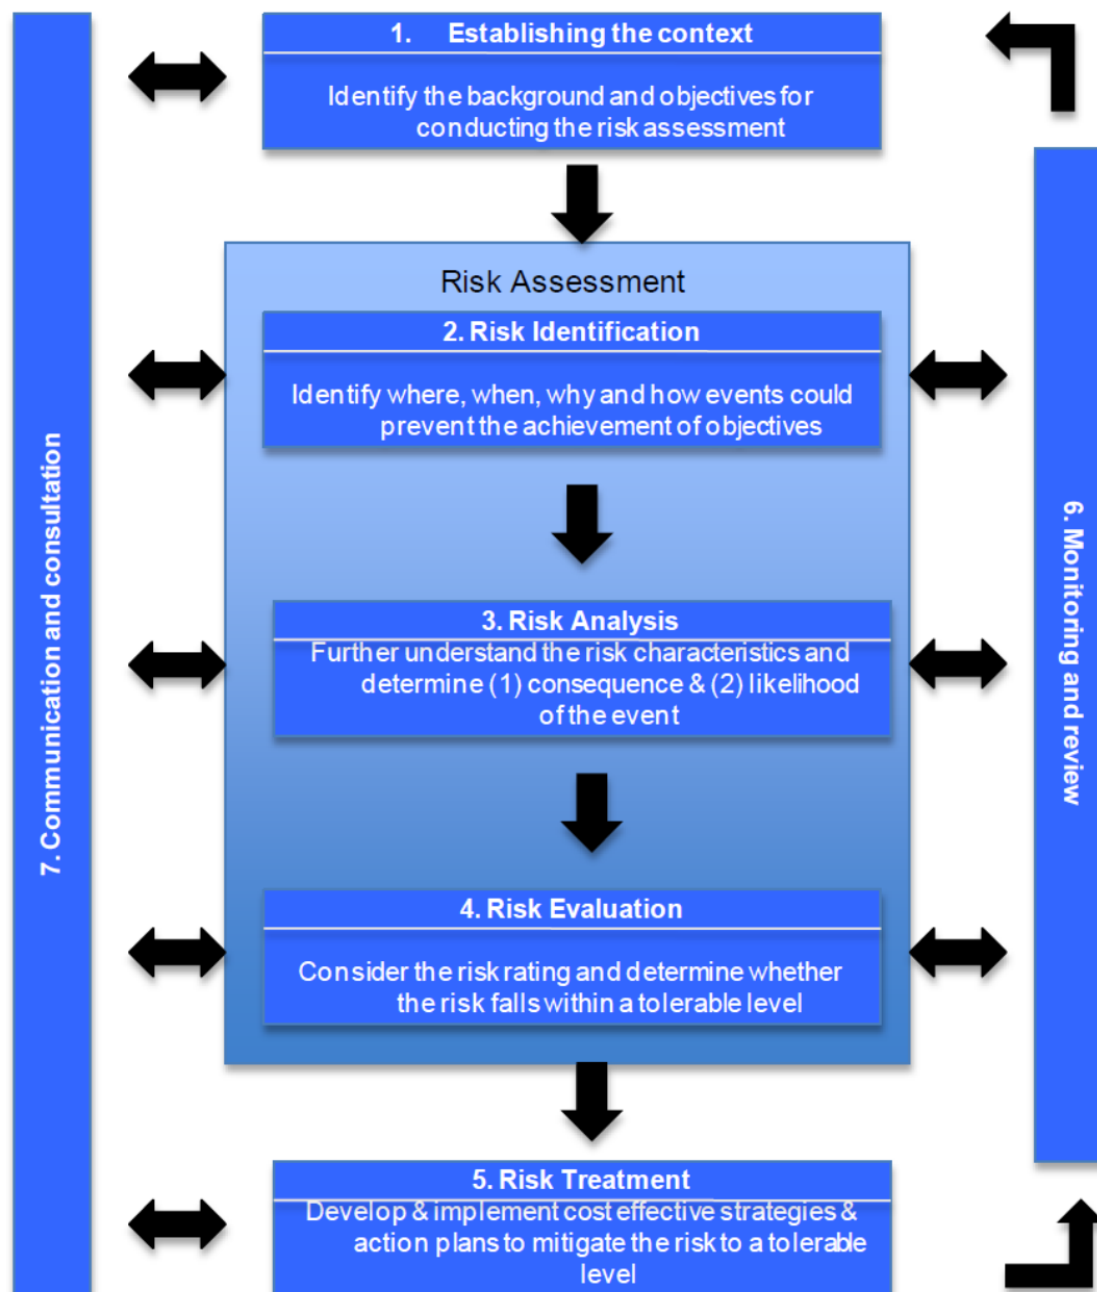 1. Establishing the context
Identify the background and objectives for
conducting the risk assessment
Risk Assessment
2. Risk Identification
Identify where, when, why and how events could
prevent the achievement of objectives
3. Risk Analysis
Further understand the risk characteristics and
determine (1) consequence & (2) likelihood
of the event
4. Risk Evaluation
Consider the risk rating and determine whether
the risk falls within a tolerable level
5. Risk Treatment
Develop & implement cost effective strategies &
action plans to mitigate the risk to a tolerable
level
6. Monitoring and review
7. Communication and consultation